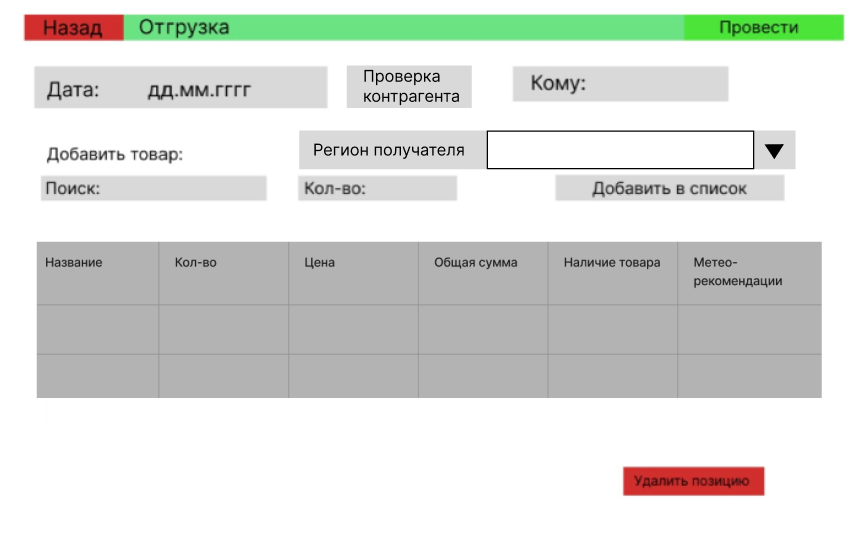 Назад Отгрузка Провести
Дата: дд.мм.гггг
Проверка
контрагента
Кому:
Добавить товар:
Регион получателя
Поиск: Кол-во: Добавить в список
Название Кол-во Цена Общая сумма Наличие товара Метео-
рекомендации
Удалить позицию